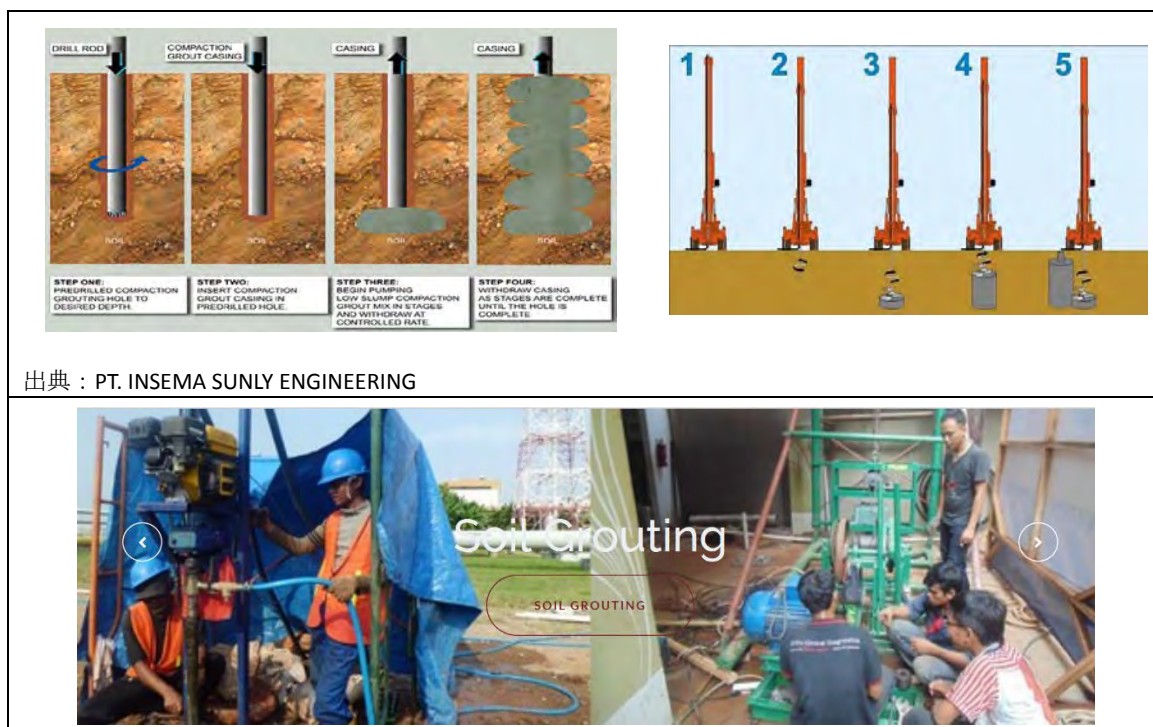 DRILL ROD
COMPACTION
GROUT CASING
CASING
CASING
SOIL
SOIL
SOIL
SOIL
STEP ONE:
PREDRILLED COMPACTION
GROUTING HOLE TO
DESIRED DEPTH.
STEP TWO:
INSERT COMPACTION
GROUT CASING IN
PREDRILLED HOLE.
STEP THREE:
BEGIN PUMPING
LOW SLUMP COMPACTION
GROUT MIX IN STAGES
AND WITHDRAW AT
CONTROLLED RATE.
STEP FOUR:
WITHDRAW CASING
AS STAGES ARE COMPLETE
UNTIL THE HOLE IS
COMPLETE
1 2 3 4 5
出典：PT. INSEMA SUNLY ENGINEERING
Soil Grouting
SOIL GROUTING